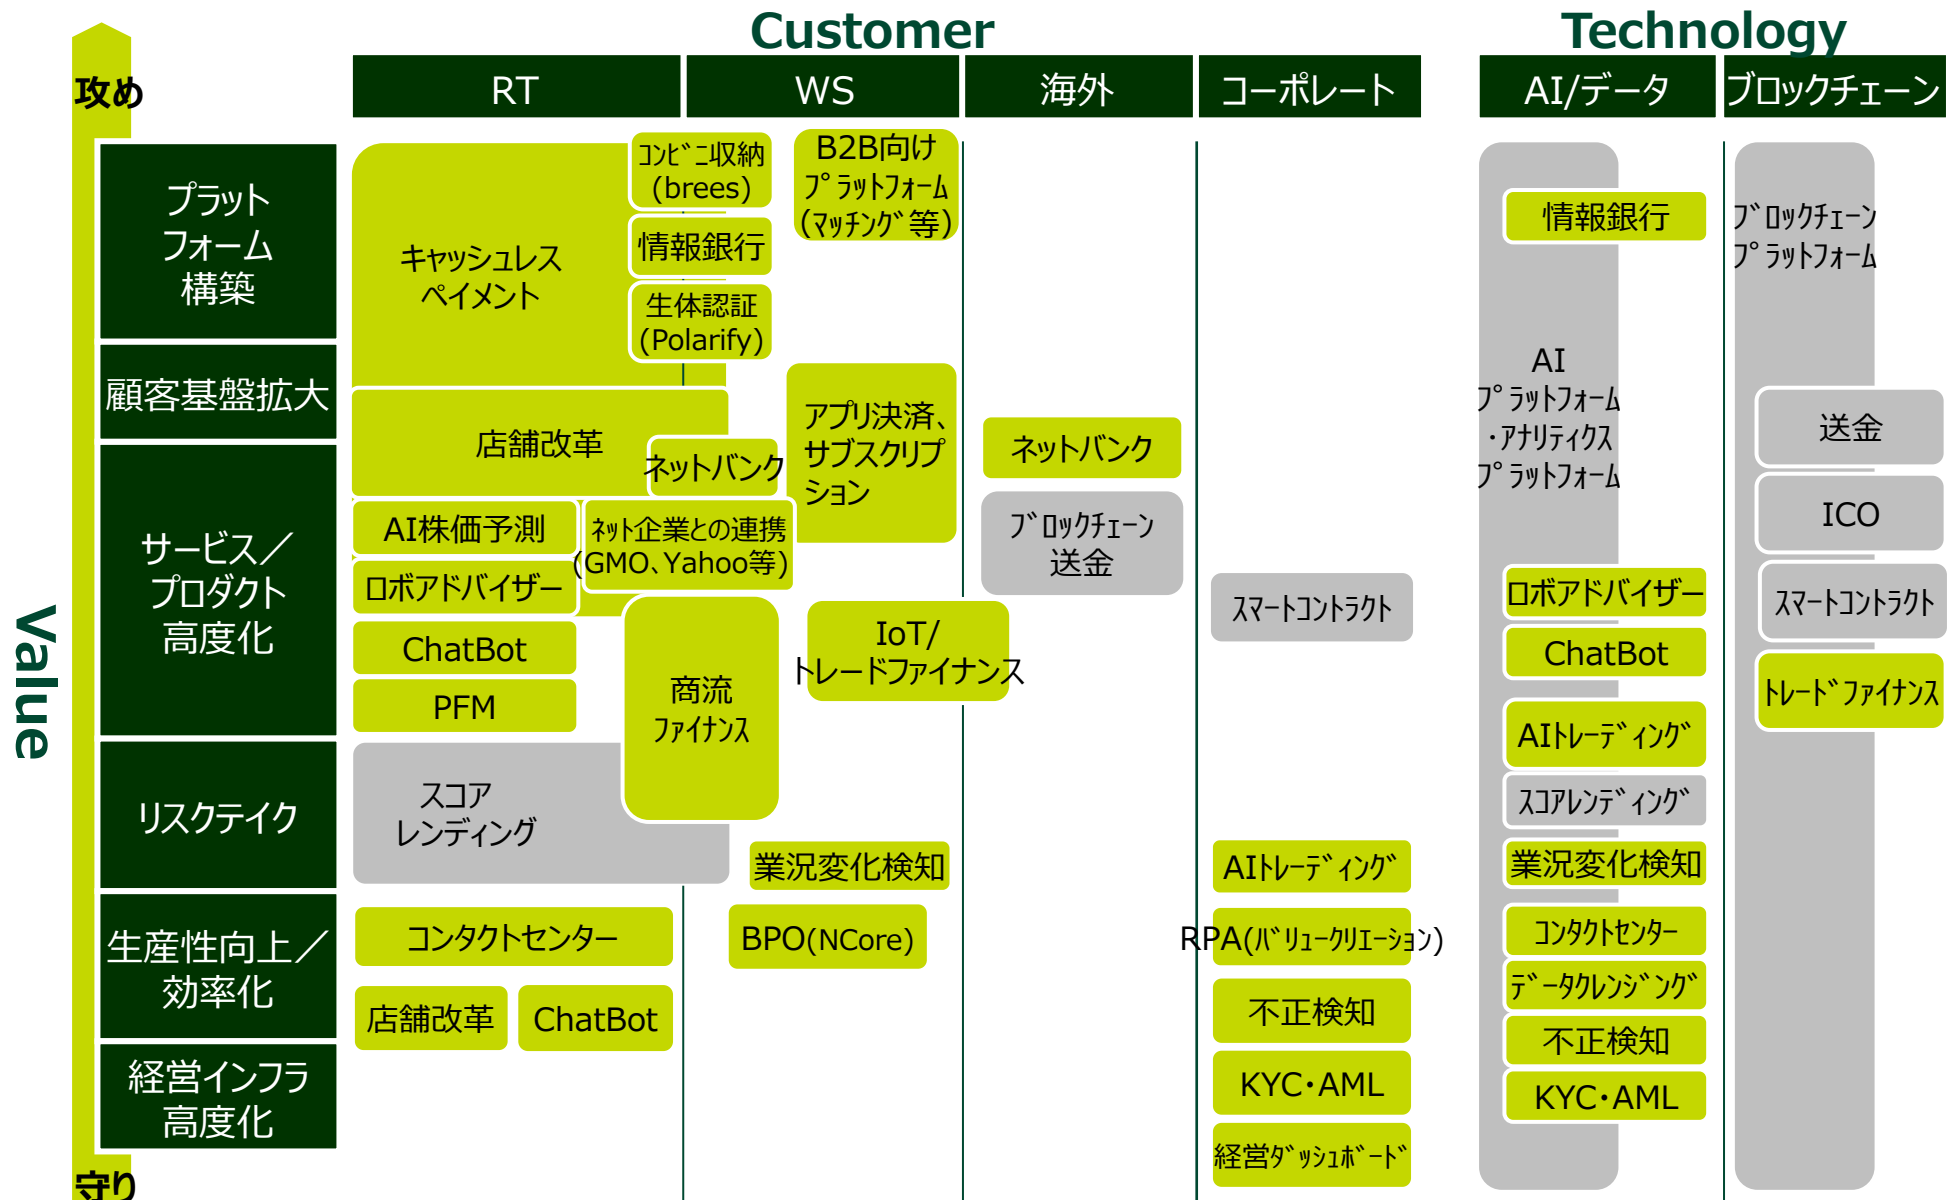 Customer
Technology
攻め
RT
WS
海外
コーポレート
AI/データ
ブロックチェーン
Value
プラット
フォーム
構築
キャッシュレス
ペイメント
ｺﾝﾋﾞﾆ収納
(brees)
情報銀行
生体認証
(Polarify)
B2B向け
ﾌﾟﾗｯﾄﾌｫｰﾑ
(ﾏｯﾁﾝｸﾞ等)
情報銀行
ﾌﾞﾛｯｸﾁｪｰﾝ
ﾌﾟﾗｯﾄﾌｫｰﾑ
顧客基盤拡大
店舗改革
ネットバンク
アプリ決済、
サブスクリプ
ション
ネットバンク
AI
ﾌﾟﾗｯﾄﾌｫｰﾑ
・ｱﾅﾘﾃｨｸｽ
ﾌﾟﾗｯﾄﾌｫｰﾑ
送金
サービス／
プロダクト
高度化
AI株価予測
ﾈｯﾄ企業との連携
(GMO、Yahoo等)
ロボアドバイザー
ChatBot
PFM
商流
ﾌｧｲﾅﾝｽ
IoT/
トレードファイナンス
ﾌﾞﾛｯｸﾁｪｰﾝ
送金
ｽﾏｰﾄｺﾝﾄﾗｸﾄ
ロボアドバイザー
ChatBot
AIﾄﾚｰﾃﾞｨﾝｸﾞ
ICO
ｽﾏｰﾄｺﾝﾄﾗｸﾄ
ﾄﾚｰﾄﾞﾌｧｲﾅﾝｽ
リスクテイク
スコア
レンディング
業況変化検知
AIﾄﾚｰﾃﾞｨﾝｸﾞ
ｽｺｱﾚﾝﾃﾞｨﾝｸﾞ
業況変化検知
生産性向上／
効率化
コンタクトセンター
店舗改革
ChatBot
BPO(NCore)
RPA(ﾊﾞﾘｭｰｸﾘｴｰｼｮﾝ)
不正検知
ｺﾝﾀｸﾄｾﾝﾀｰ
ﾃﾞｰﾀｸﾚﾝｼﾞﾝｸﾞ
不正検知
経営インフラ
高度化
KYC・AML
経営ﾀﾞｯｼｭﾎﾞｰﾄﾞ
KYC・AML
守り